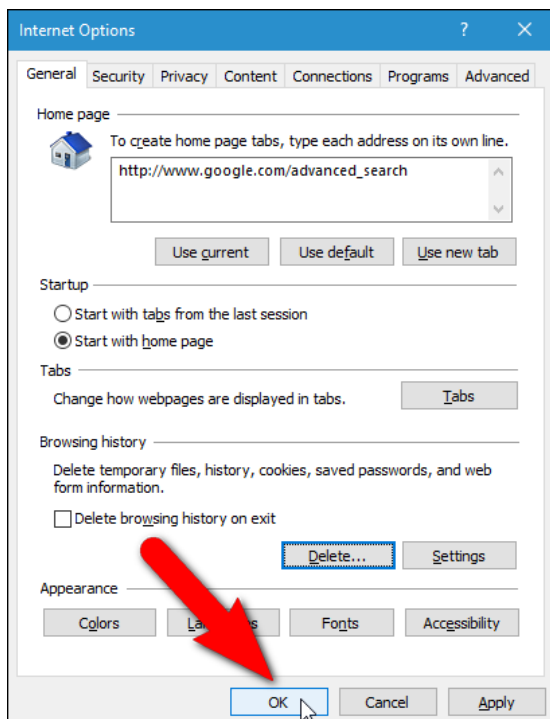 Internet Options ?
General Security Privacy Content Connections Programs Advanced
Home page
To create home page tabs, type each address on its own line.
http://www.google.com/advanced_search
Use current Use default Use new tab
Startup
Start with tabs from the last session
Start with home page
Tabs
Change how webpages are displayed in tabs. Tabs
Browsing history
Delete temporary files, history, cookies, saved passwords, and web
form information.
Delete browsing history on exit
Delete... Settings
Appearance
Colors Fonts Accessibility
OK Cancel Apply